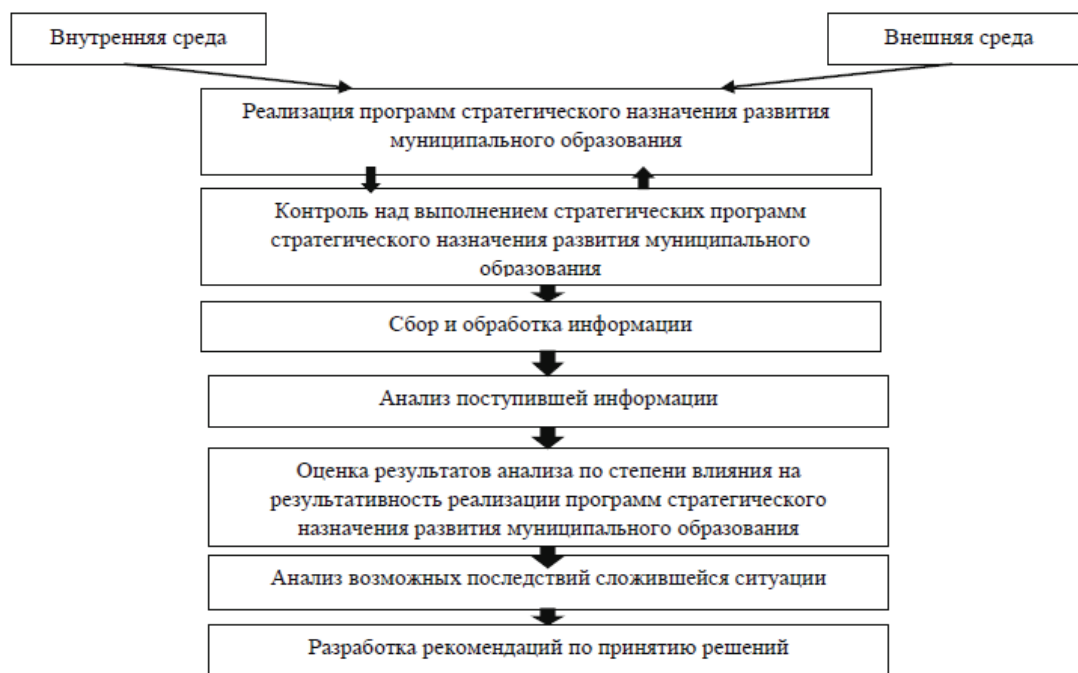 Внутренняя среда
Внешняя среда
Реализация программ стратегического назначения развития
муниципального образования
Контроль над выполнением стратегических программ
стратегического назначения развития муниципального
образования
Сбор и обработка информации
Анализ поступившей информации
Оценка результатов анализа по степени влияния на
результативность реализации программ стратегического
назначения развития муниципального образования
Анализ возможных последствий сложившейся ситуации
Разработка рекомендаций по принятию решений